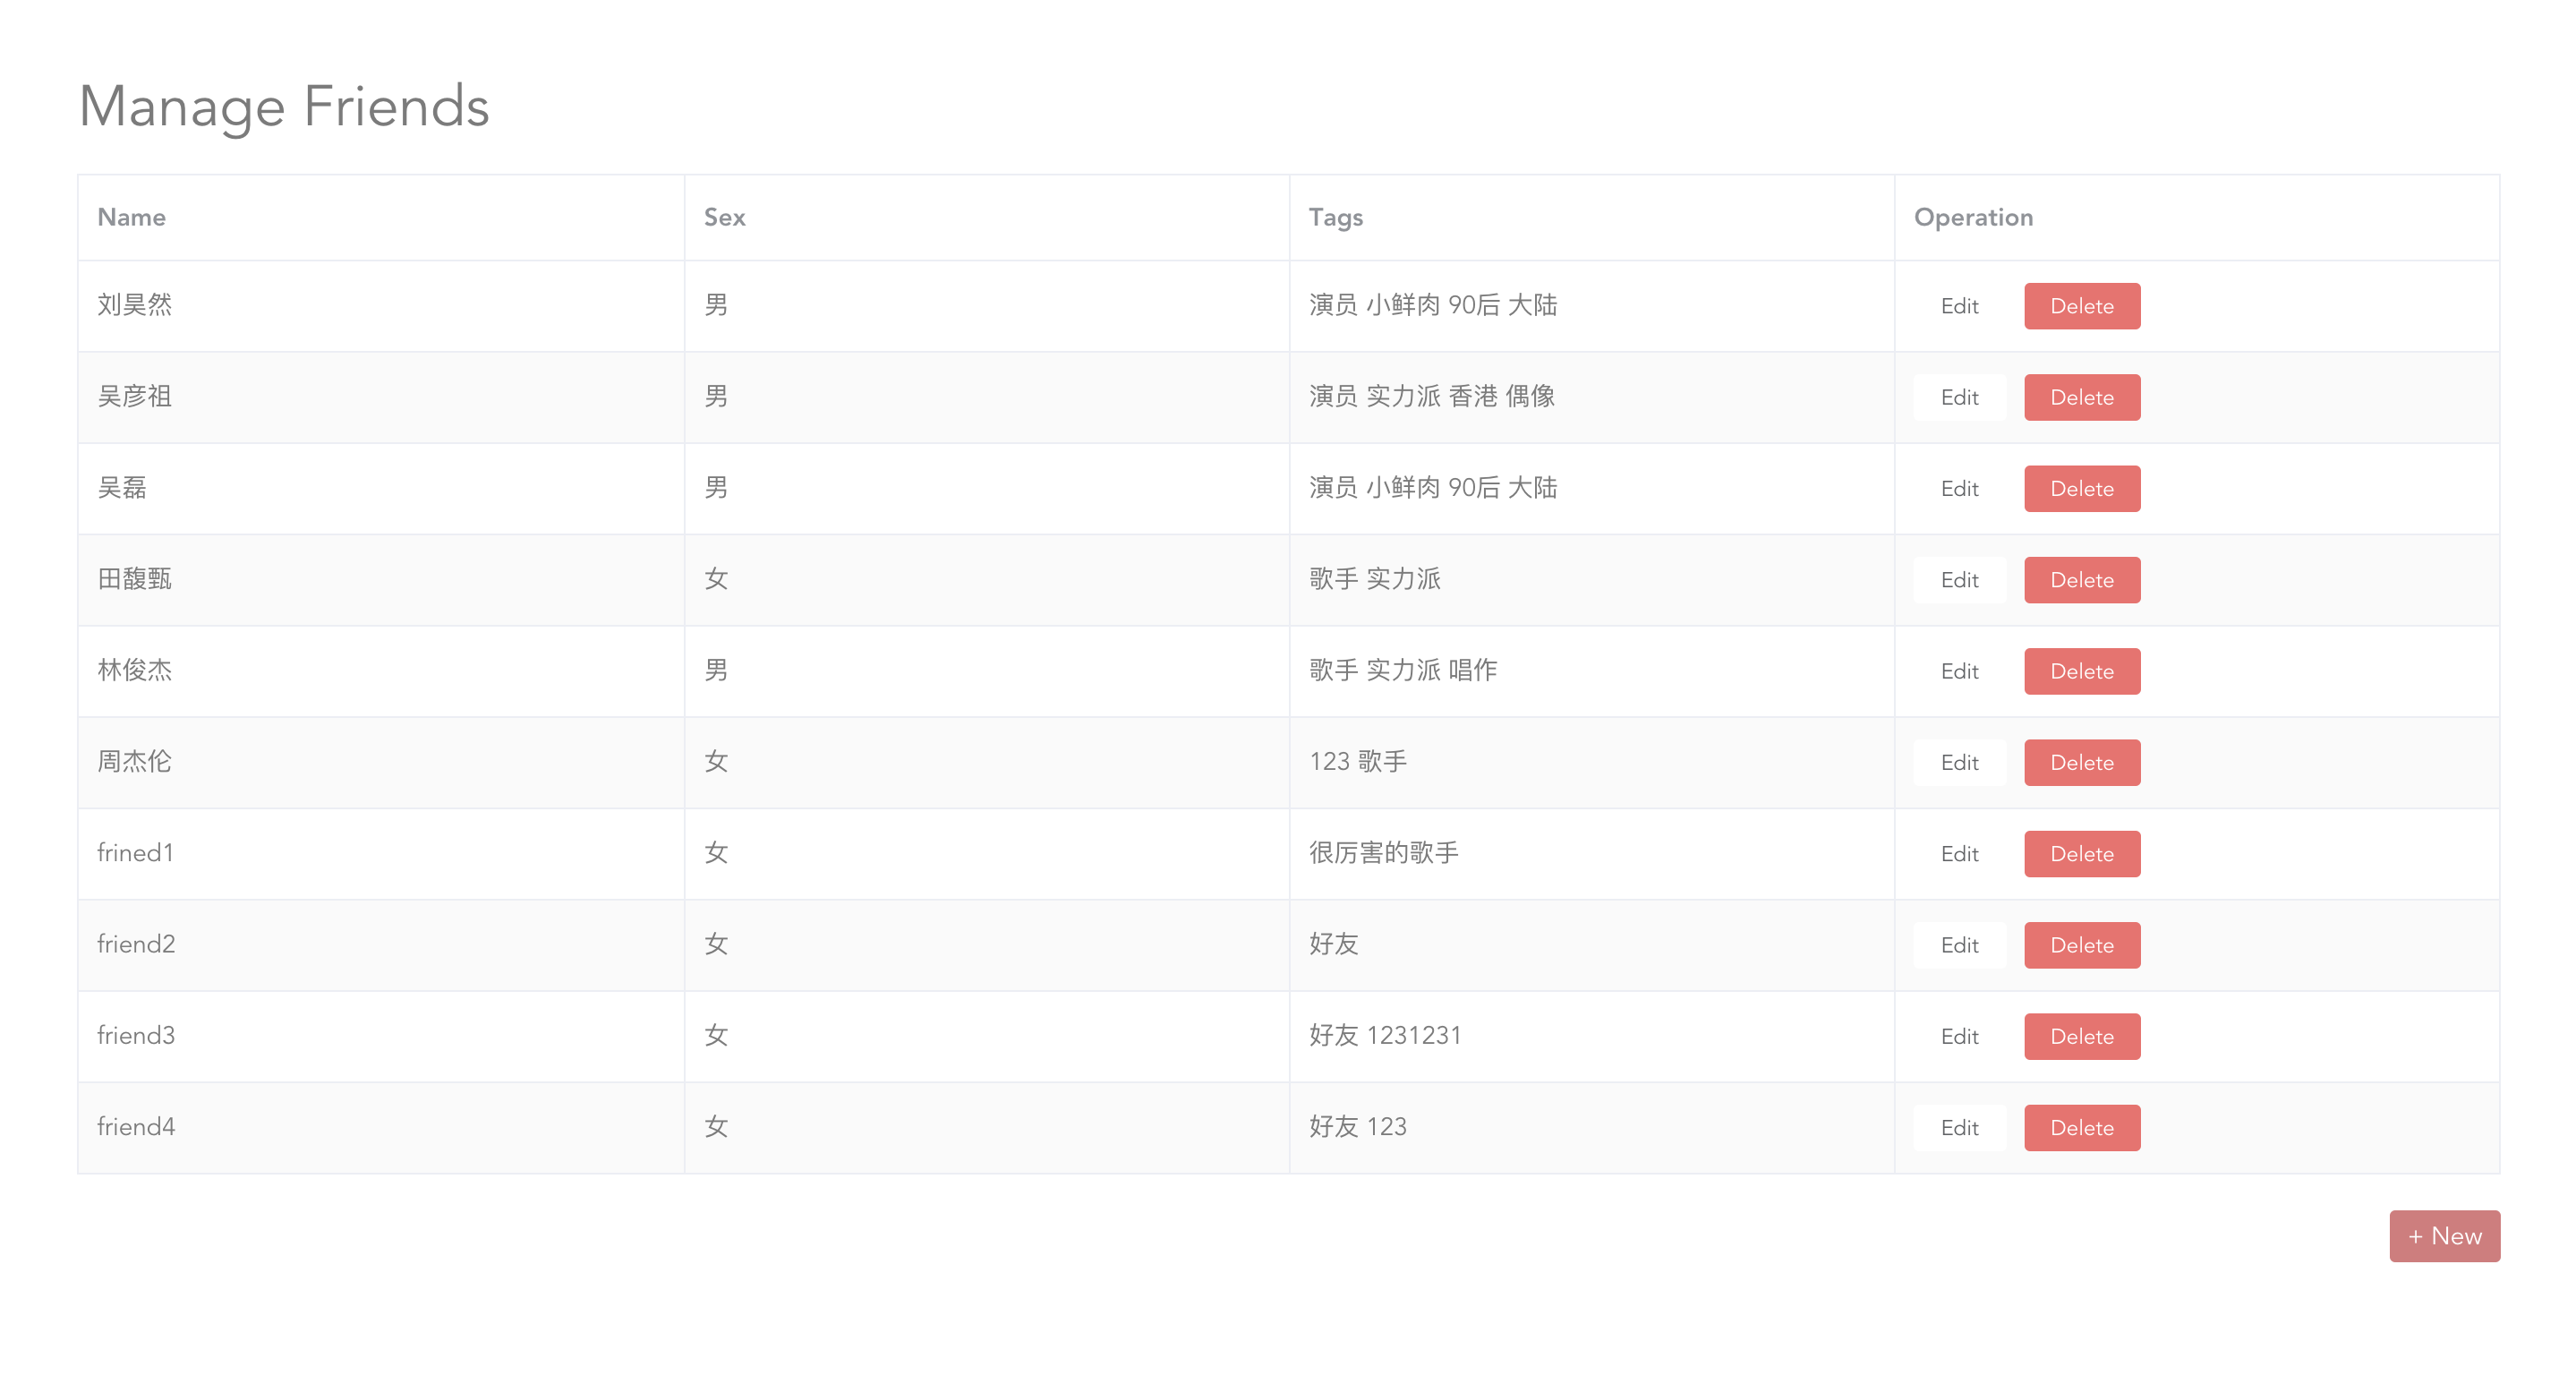 Manage Friends
Name Sex Tags Operation
刘昊然 男 演员 小鲜肉 90后 大陆 Edit Delete
吴彦祖 男 演员 实力派 香港 偶像 Edit Delete
吴磊 男 演员 小鲜肉 90后 大陆 Edit Delete
田馥甄 女 歌手 实力派 Edit Delete
林俊杰 男 歌手 实力派 唱作 Edit Delete
周杰伦 女 123 歌手 Edit Delete
frined1 女 很厉害的歌手 Edit Delete
friend2 女 好友 Edit Delete
friend3 女 好友 1231231 Edit Delete
friend4 女 好友 123 Edit Delete
+ New